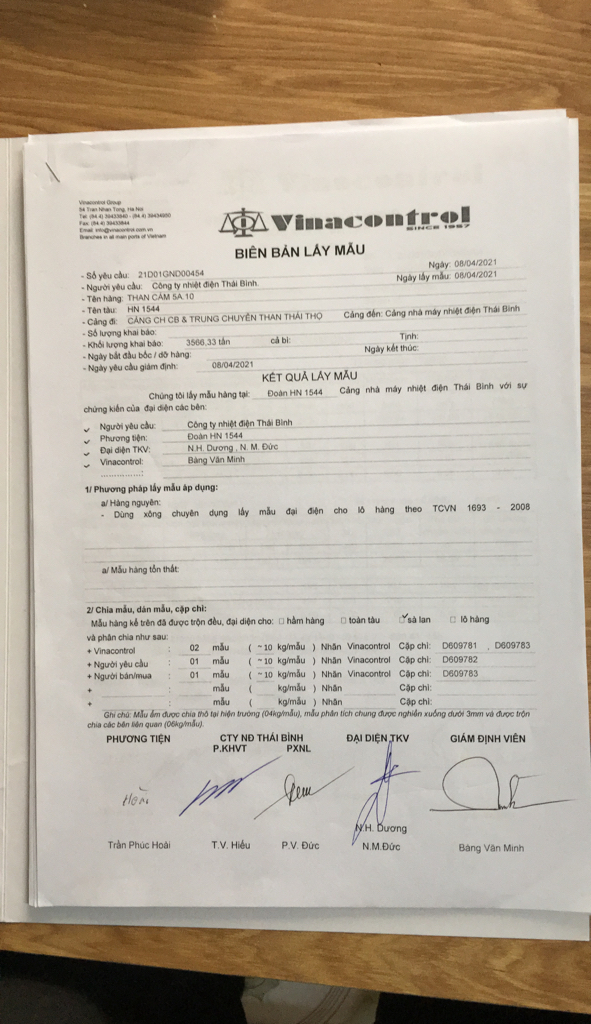 Vinacontrol Group
54 Tran Nhan Tong, Ha Noi
Tel: (84.4) 39433840 - (84.4) 39434000
Fax: (84.4) 39433844
Email: info@vinacontrol.com.vn
Branches in all main ports of Vietnam
Vinacontrol
SINCE 1957
BIÊN BẢN LẤY MẪU
Ngày: 08/04/2021
- Số yêu cầu: 21D01GND00454 Ngày lấy mẫu: 08/04/2021
- Người yêu cầu: Công ty nhiệt điện Thái Bình
- Tên hàng: THAN CÁM 5A.10
- Tên tàu: HN 1544
- Cảng đi: CẢNG CH CB & TRUNG CHUYỂN THAN THÁI THỌ Cảng đến: Cảng nhà máy nhiệt điện Thái Bình
- Số lượng khai báo:
- Khối lượng khai báo: 3566,33 tấn cả bì: Tịnh:
- Ngày bắt đầu bốc / dỡ hàng: Ngày kết thúc:
- Ngày yêu cầu giám định: 08/04/2021
KẾT QUẢ LẤY MẪU
Chúng tôi lấy mẫu hàng tại: Đoàn HN 1544 Cảng nhà máy nhiệt điện Thái Bình với sự
chứng kiến của đại diện các bên:
Người yêu cầu: Công ty nhiệt điện Thái Bình
Phương tiện: Đoàn HN 1544
Đại diện TKV: N.H. Dương , N. M. Đức
Vinacontrol: Bàng Văn Minh
1/ Phương pháp lấy mẫu áp dụng:
a/ Hàng nguyên:
- Dùng xông chuyên dụng lấy mẫu đại điện cho lô hàng theo TCVN 1693 - 2008
a/ Mẫu hàng tổn thất:
2/ Chia mẫu, dán mẫu, cặp chì:
Mẫu hàng kể trên đã được trộn đều, đại diện cho: □ hầm hàng □ toàn tàu ✓ sà lan □ lô hàng
và phân chia như sau:
+ Vinacontrol : 02 mẫu ( ~10 kg/mẫu ) Nhãn Vinacontrol Cặp chì: D609781 , D609783
+ Người yêu cầu : 01 mẫu ( ~10 kg/mẫu ) Nhãn Vinacontrol Cặp chì: D609782
+ Người bán/mua : 01 mẫu ( ~10 kg/mẫu ) Nhãn Vinacontrol Cặp chì: D609783
+ : mẫu ( kg/mẫu ) Nhãn Cặp chì:
+ : mẫu ( kg/mẫu ) Nhãn Cặp chì:
Ghi chú: Mẫu ẩm được chia thô tại hiện trường (04kg/mẫu), mẫu phân tích chung được nghiền xuống dưới 3mm và được trộn
chia các bên liên quan (06kg/mẫu).
PHƯƠNG TIỆN CTY NĐ THÁI BÌNH ĐẠI DIỆN TKV GIÁM ĐỊNH VIÊN
P.KHVT PXNL
N.H. Dương
Trần Phúc Hoài T.V. Hiếu P.V. Đức N.M.Đức Bàng Văn Minh